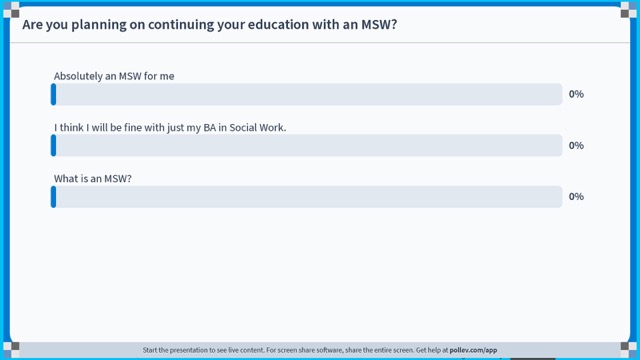 Are you planning on continuing your education with an MSW?
Absolutely an MSW for me
0%
I think I will be fine with just my BA in Social Work.
0%
What is an MSW?
0%
Start the presentation to see live content. For screen share software, share the entire screen. Get help at pollev.com/app